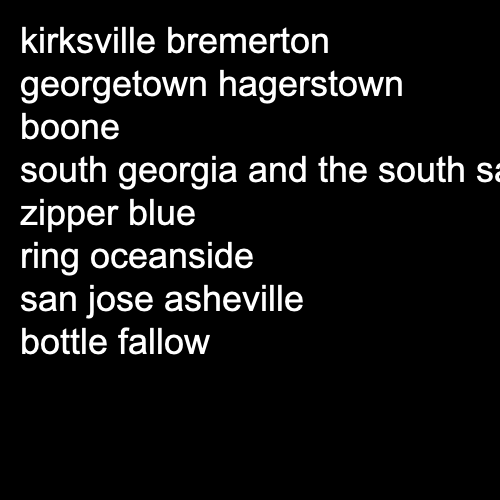 kirksville bremerton
georgetown hagerstown
boone
south georgia and the south
zipper blue
ring oceanside
san jose asheville
bottle fallow